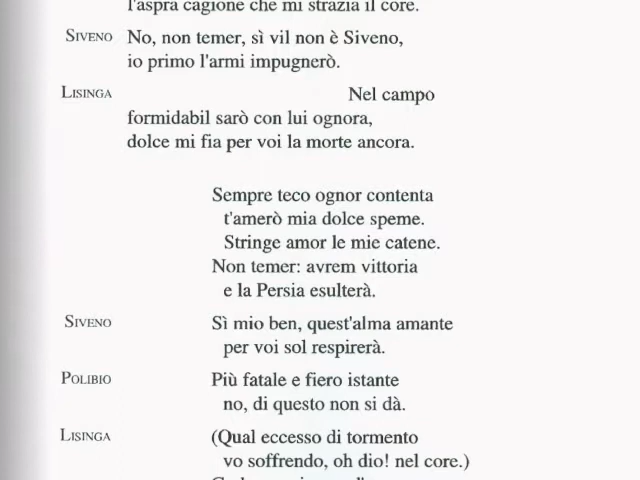 l'aspra cagione che mi strazia il core.
SIVENO No, non temer, sì vil non è Siveno,
io primo l'armi impugnerò.
LISINGA Nel campo
formidabil sarò con lui ognora,
dolce mi fia per voi la morte ancora.
Sempre teco ognor contenta
t'amerò mia dolce speme.
Stringe amor le mie catene.
Non temer: avrem vittoria
e la Persia esulterà.
SIVENO Sì mio ben, quest'alma amante
per voi sol respirerà.
POLIBIO Più fatale e fiero istante
no, di questo non si dà.
LISINGA (Qual eccesso di tormento
vo soffrendo, oh dio! nel core.)